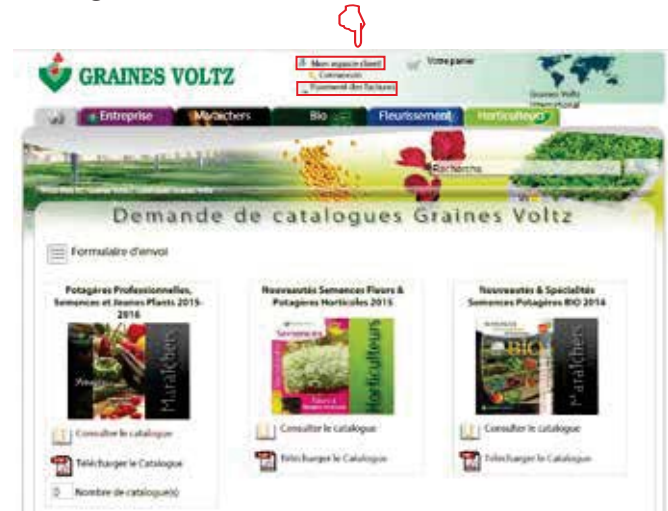 GRAINES VOLTZ
Mon espace client
Connexion
Paiement des factures
Votre panier
Graines Voltz
International
Entreprise
Maraîchers
Bio
Fleurissement
Horticulteurs
Recherche
Demande de catalogues Graines Voltz
Formulaire d'envoi
Potagères Professionnelles,
Semences et Jeunes Plants 2015-
2016
Maraîchers
Consulter le catalogue
Télécharger le Catalogue
0 Nombre de catalogue(s)
Nouveautés Semences Fleurs &
Potagères Horticoles 2015
Semences
Horticulteurs
Consulter le catalogue
Télécharger le Catalogue
Nouveautés & Spécialités
Semences Potagères BIO 2014
BIO
Maraîchers
Consulter le catalogue
Télécharger le Catalogue